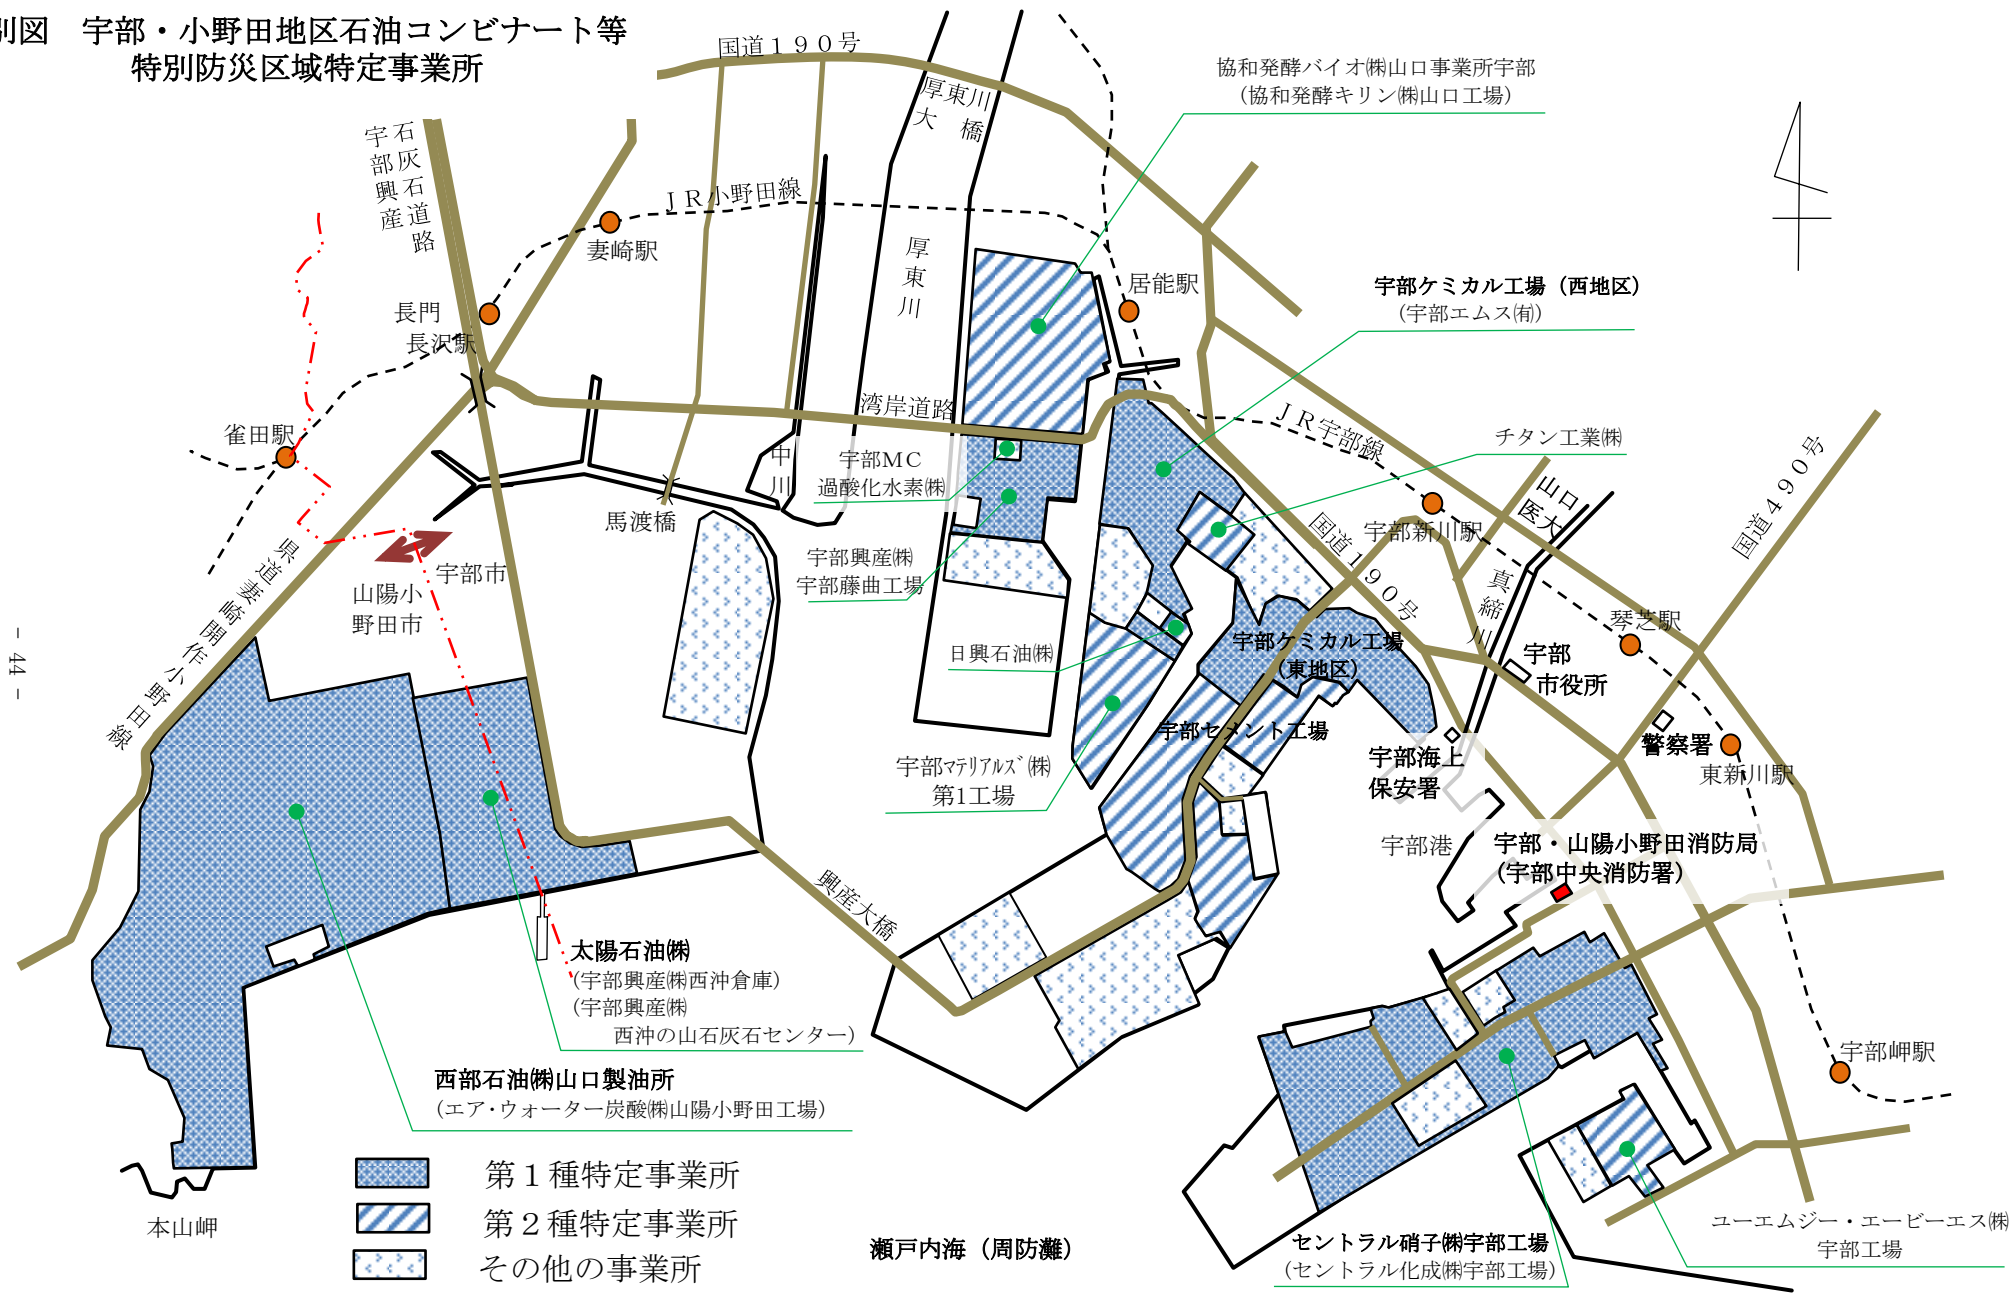 別図　宇部・小野田地区石油コンビナート等
特別防災区域特定事業所
国道１９０号
厚東川
大　橋
協和発酵バイオ㈱山口事業所宇部
（協和発酵キリン㈱山口工場）
宇部興産
石灰石道路
ＪＲ小野田線
妻崎駅
厚東川
居能駅
宇部ケミカル工場（西地区）
（宇部エムス㈲）
長門
長沢駅
湾岸道路
ＪＲ宇部線
チタン工業㈱
雀田駅
中川
宇部ＭＣ
過酸化水素㈱
馬渡橋
山口
医大
国道４９０号
宇部新川駅
国道１９０号
県道妻崎開作小野田線
宇部市
山陽小
野田市
宇部興産㈱
宇部藤曲工場
真締川
琴芝駅
日興石油㈱
宇部ケミカル工場
（東地区）
宇部
市役所
宇部セメント工場
宇部海上
保安署
警察署
東新川駅
宇部ﾏﾃﾘｱﾙｽﾞ㈱
第1工場
宇部港
宇部・山陽小野田消防局
（宇部中央消防署）
興産大橋
太陽石油㈱
（宇部興産㈱西沖倉庫）
（宇部興産㈱
西沖の山石灰石センター）
宇部岬駅
西部石油㈱山口製油所
（エア・ウォーター炭酸㈱山陽小野田工場）
第１種特定事業所
第２種特定事業所
その他の事業所
本山岬
瀬戸内海（周防灘）
セントラル硝子㈱宇部工場
（セントラル化成㈱宇部工場）
ユーエムジー・エービーエス㈱
宇部工場
- 44 -